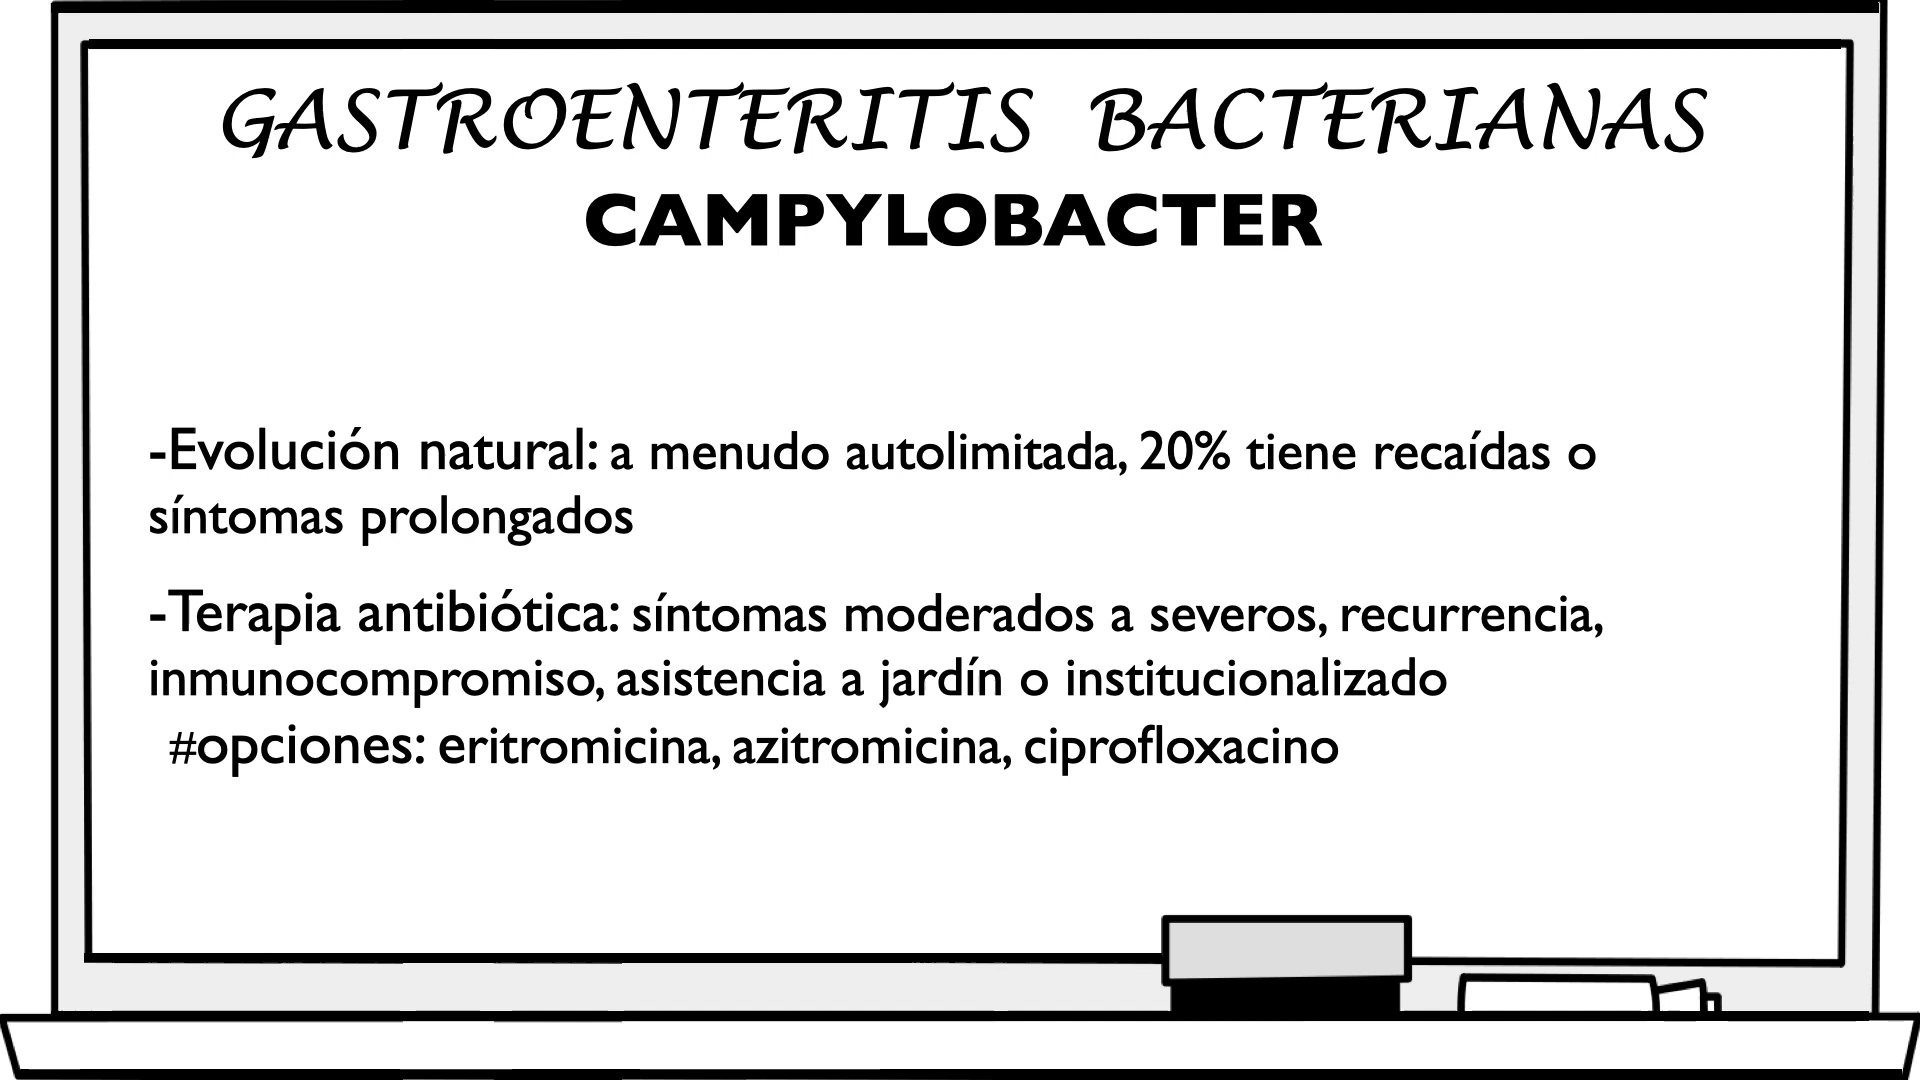 GASTROENTERITIS BACTERIANAS
CAMPYLOBACTER
-Evolución natural: a menudo autolimitada, 20% tiene recaídas o
síntomas prolongados
-Terapia antibiótica: síntomas moderados a severos, recurrencia,
inmunocompromiso, asistencia a jardín o institucionalizado
#opciones: eritromicina, azitromicina, ciprofloxacino